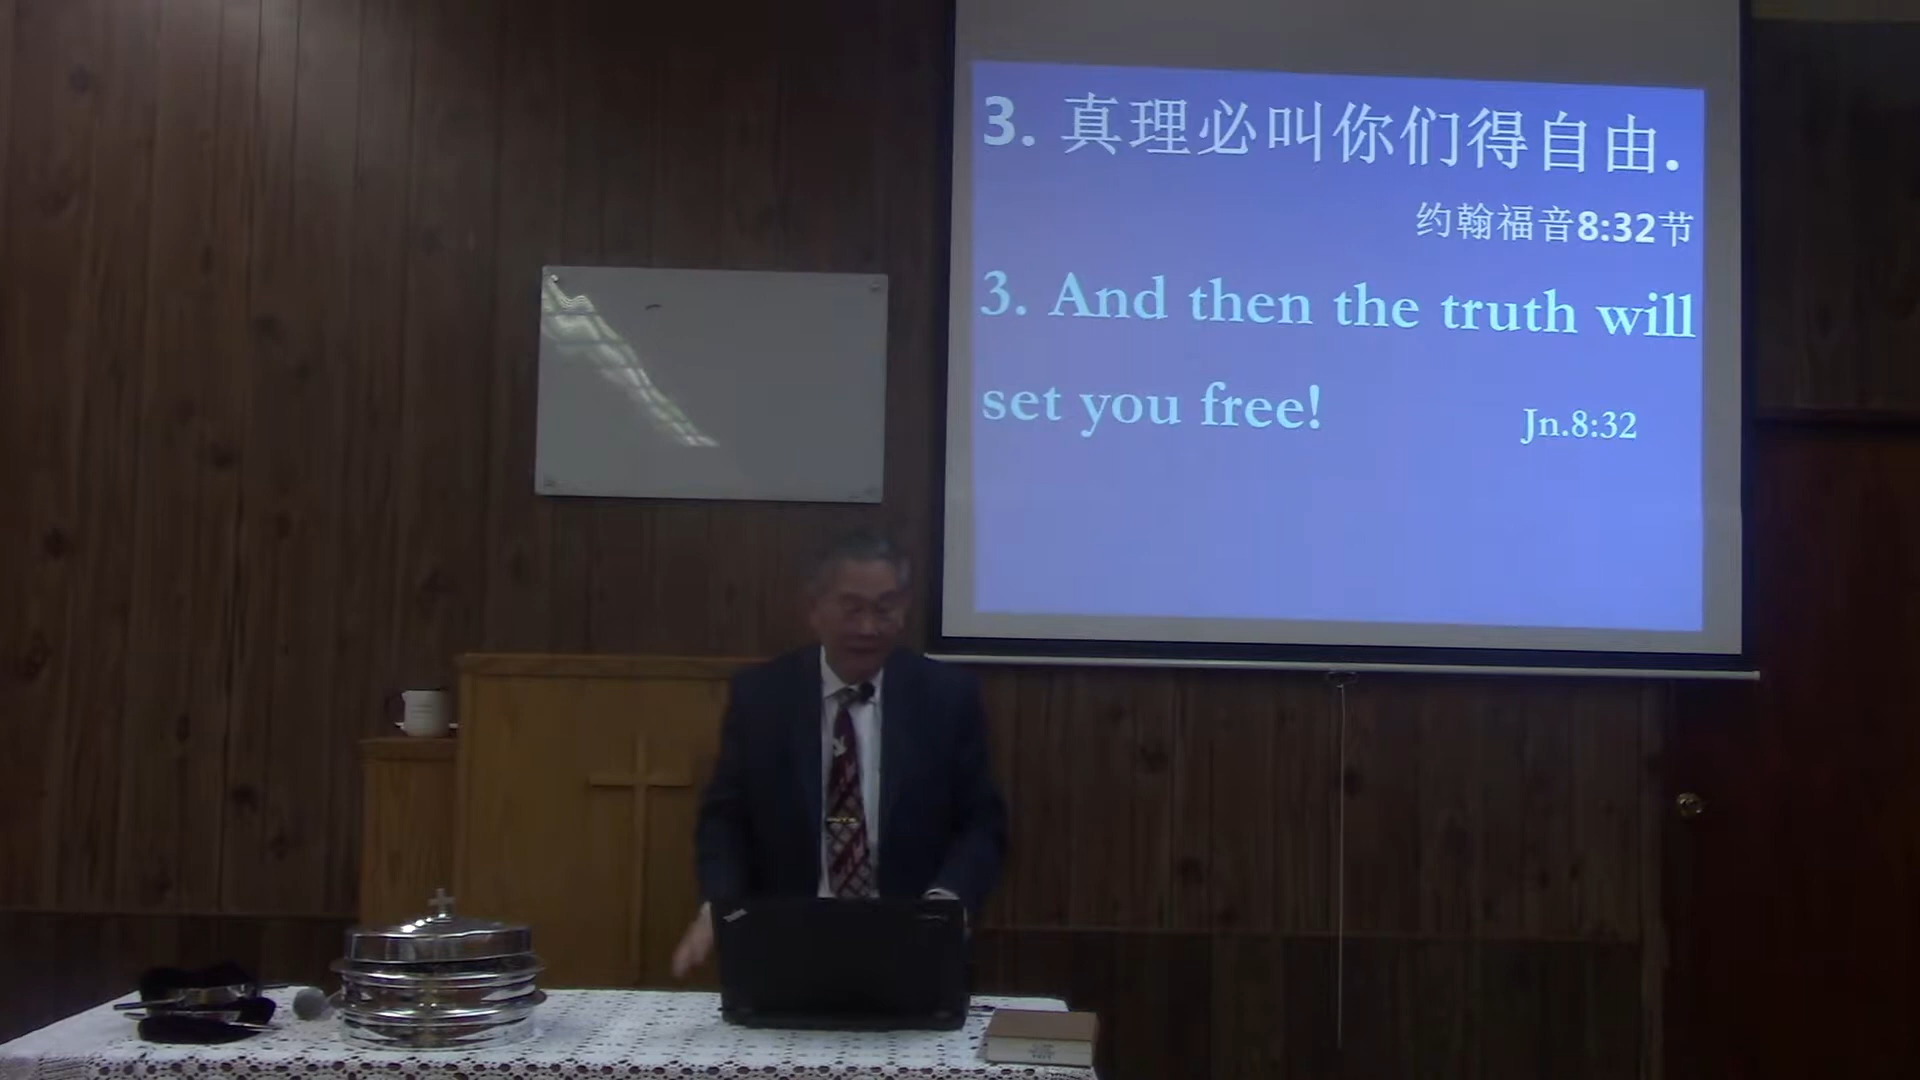 3. 真理必叫你们得自由.
约翰福音8:32节
3. And then the truth will
set you free!
Jn.8:32